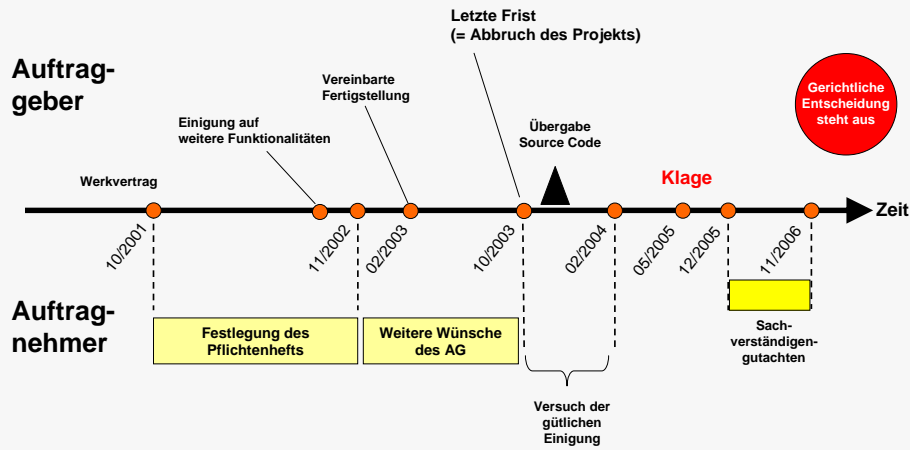 Letzte Frist
(= Abbruch des Projekts)
Auftrag-
geber
Vereinbarte
Fertigstellung
Gerichtliche
Entscheidung
steht aus
Einigung auf
weitere Funktionalitäten
Übergabe
Source Code
Werkvertrag
Klage
Zeit
10/2001
11/2002
02/2003
10/2003
02/2004
05/2005
12/2005
11/2006
Auftrag-
nehmer
Festlegung des
Pflichtenhefts
Weitere Wünsche
des AG
Sach-
verständigen-
gutachten
Versuch der
gütlichen
Einigung